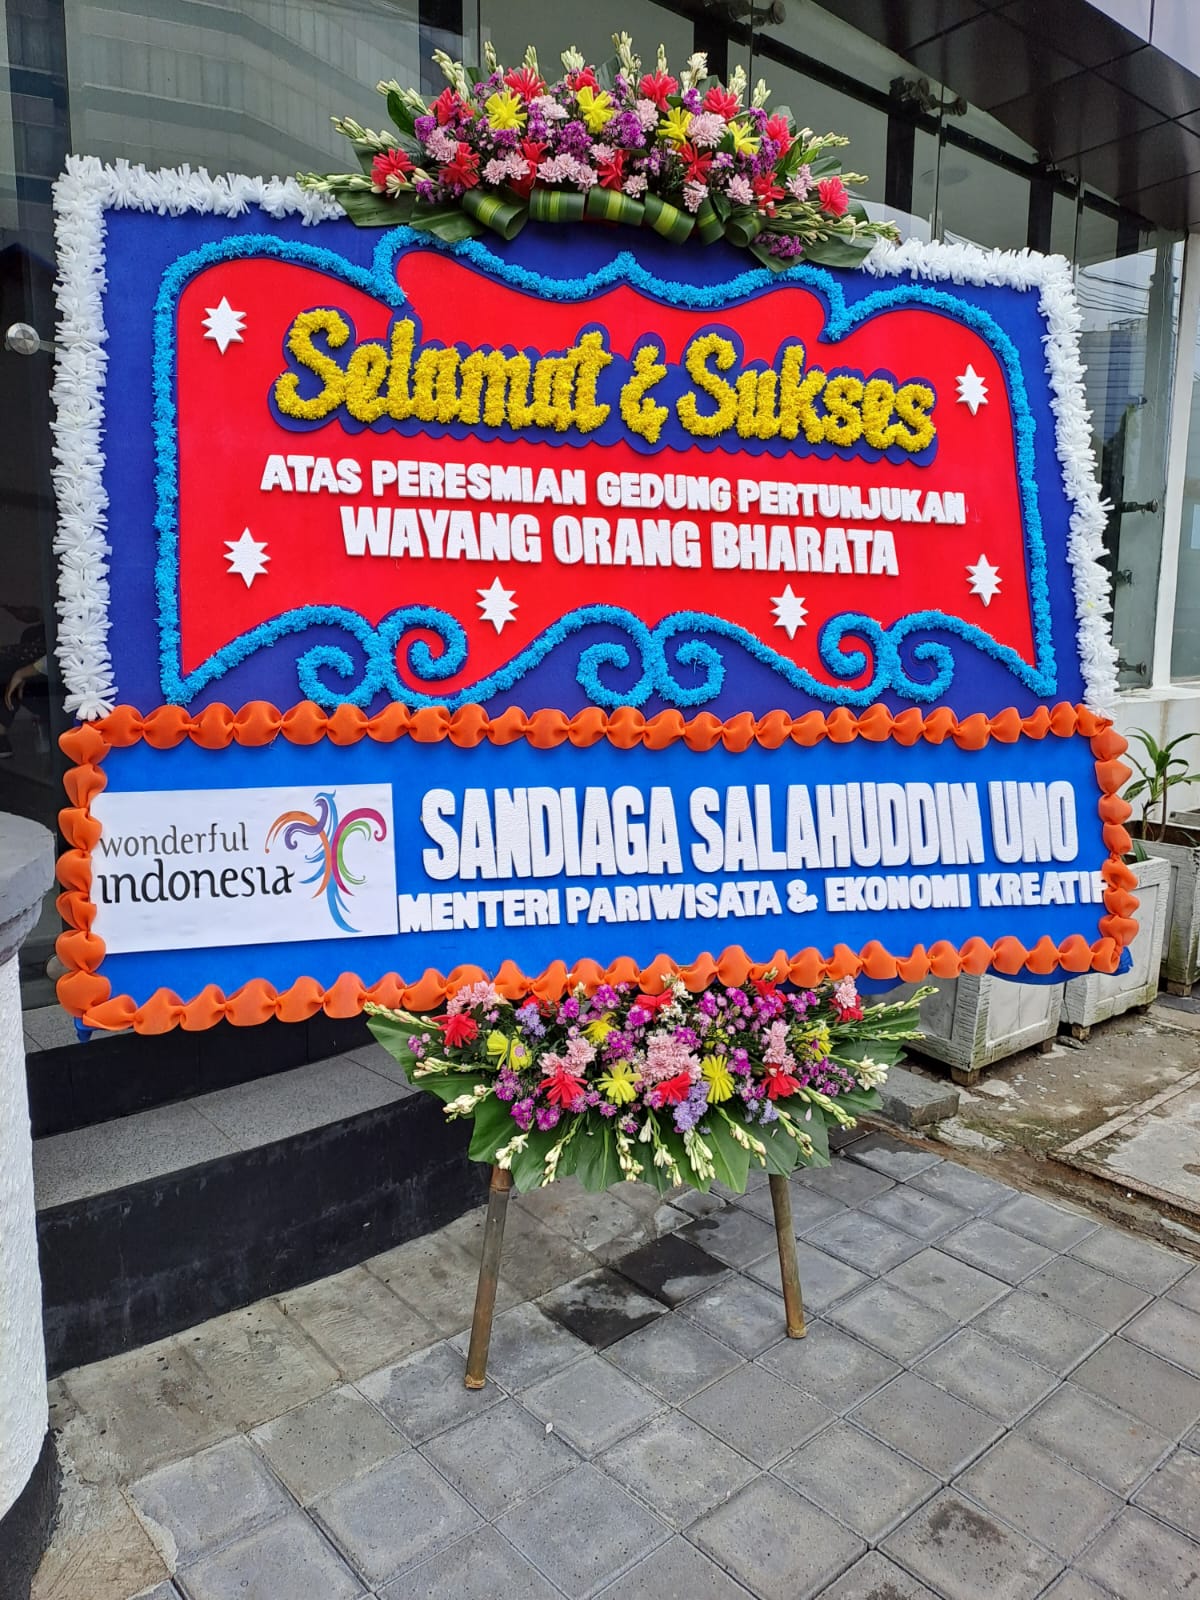 Selamat & Sukses
ATAS PERESMIAN GEDUNG PERTUNJUKAN
WAYANG ORANG BHARATA
wonderful
indonesia
SANDIAGA SALAHUDDIN UNO
MENTERI PARIWISATA & EKONOMI KREATIF